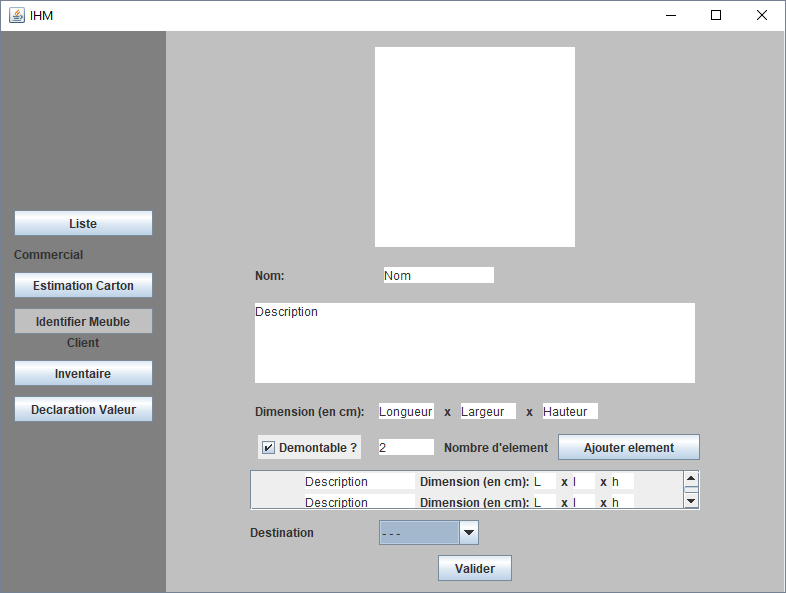 IHM
Liste
Commercial
Estimation Carton
Identifier Meuble
Client
Inventaire
Declaration Valeur
Nom: Nom
Description
Dimension (en cm): Longueur x Largeur x Hauteur
Demontable ? 2 Nombre d'element Ajouter element
Description Dimension (en cm): L x l x h
Description Dimension (en cm): L x l x h
Destination ---
Valider